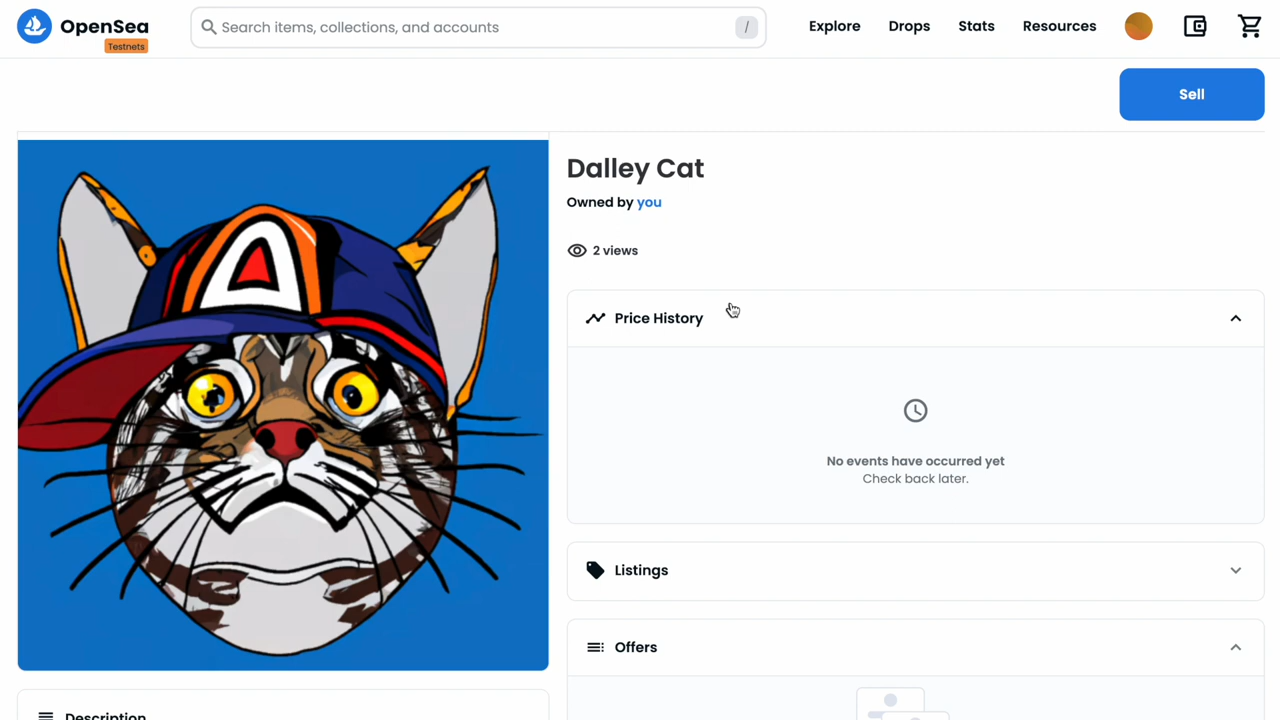 OpenSea
Testnets
Search items, collections, and accounts
/
Explore
Drops
Stats
Resources
Sell
Dalley Cat
Owned by you
2 views
Price History
No events have occurred yet
Check back later.
Listings
Offers
Description